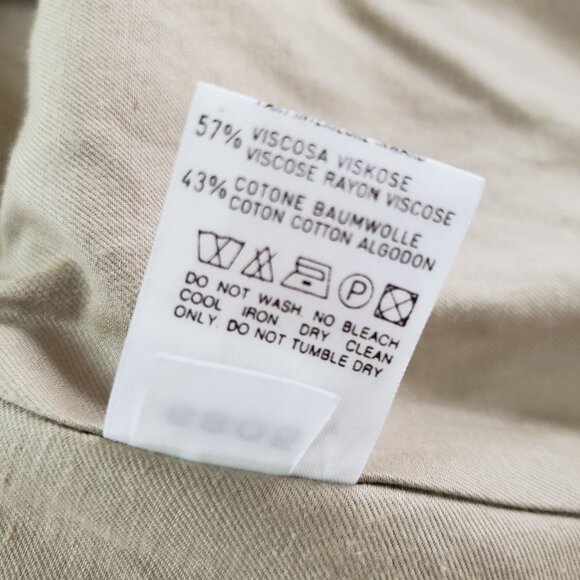 57% VISCOSA VISKOSE
VISCOSE RAYON VISCOSE
43% COTONE BAUMWOLLE
COTON COTTON ALGODON
P
DO NOT WASH. NO BLEACH
COOL IRON DRY CLEAN
ONLY. DO NOT TUMBLE DRY